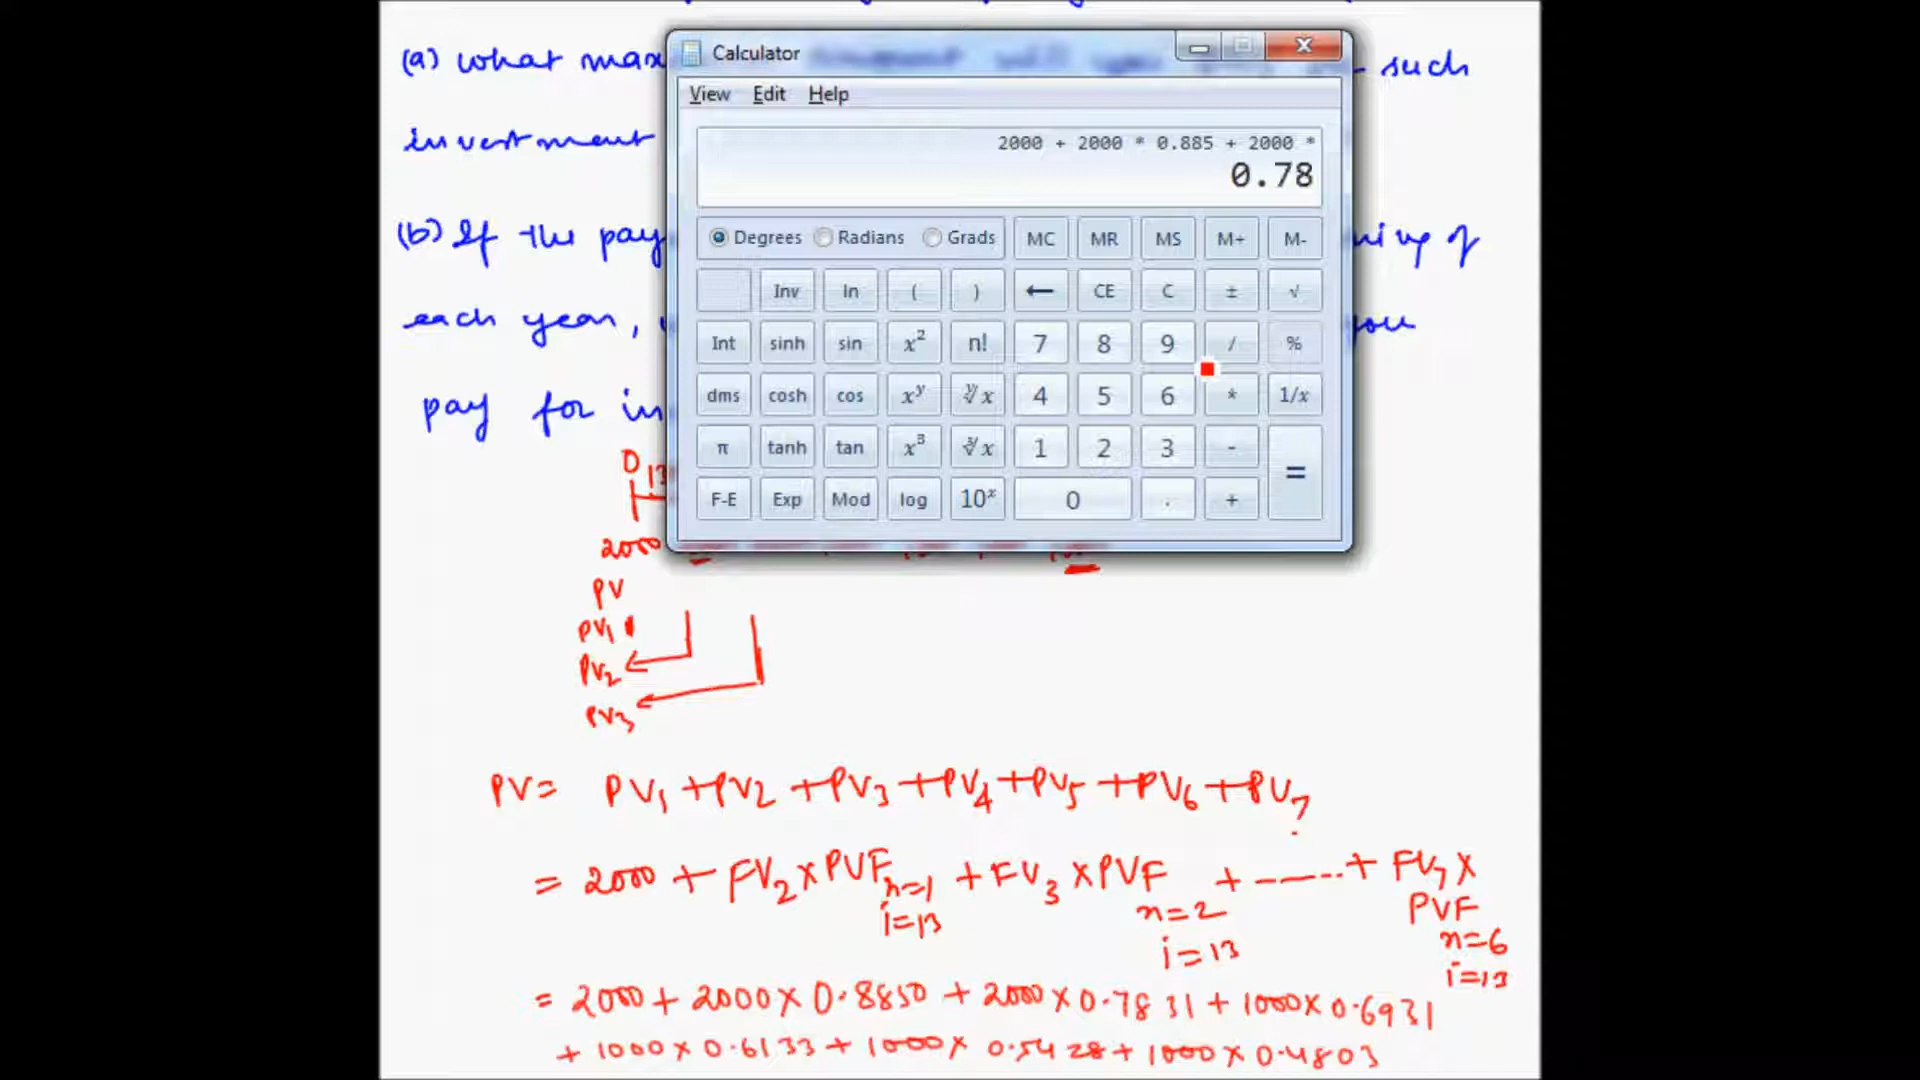 (a) what max such
Calculator
View Edit Help
2000 + 2000 * 0.885 + 2000 *
0.78
investment
Degrees Radians Grads MC MR MS M+ M-
(b) If the pay of
Inv ln ( ) ← CE C ± √
each year, you
Int sinh sin x² n! 7 8 9 / %
dms cosh cos xʸ ʸ√x 4 5 6 * 1/x
pay for in
π tanh tan x³ ³√x 1 2 3 - =
F-E Exp Mod log 10ˣ 0 . +
0 13
2000
PV
PV1
PV2
PV3
PV= PV1 +PV2 +PV3 +PV4 +PV5 +PV6 +PV7
= 2000 + FV2 X PVF n=1 i=13 + FV3 X PVF n=2 i=13 + ------ + FV7 X PVF n=6 i=13
= 2000 + 2000 X 0.8850 + 2000 X 0.7831 + 1000 X 0.6931
+ 1000 X 0.6133 + 1000 X 0.5428 + 1000 X 0.4803